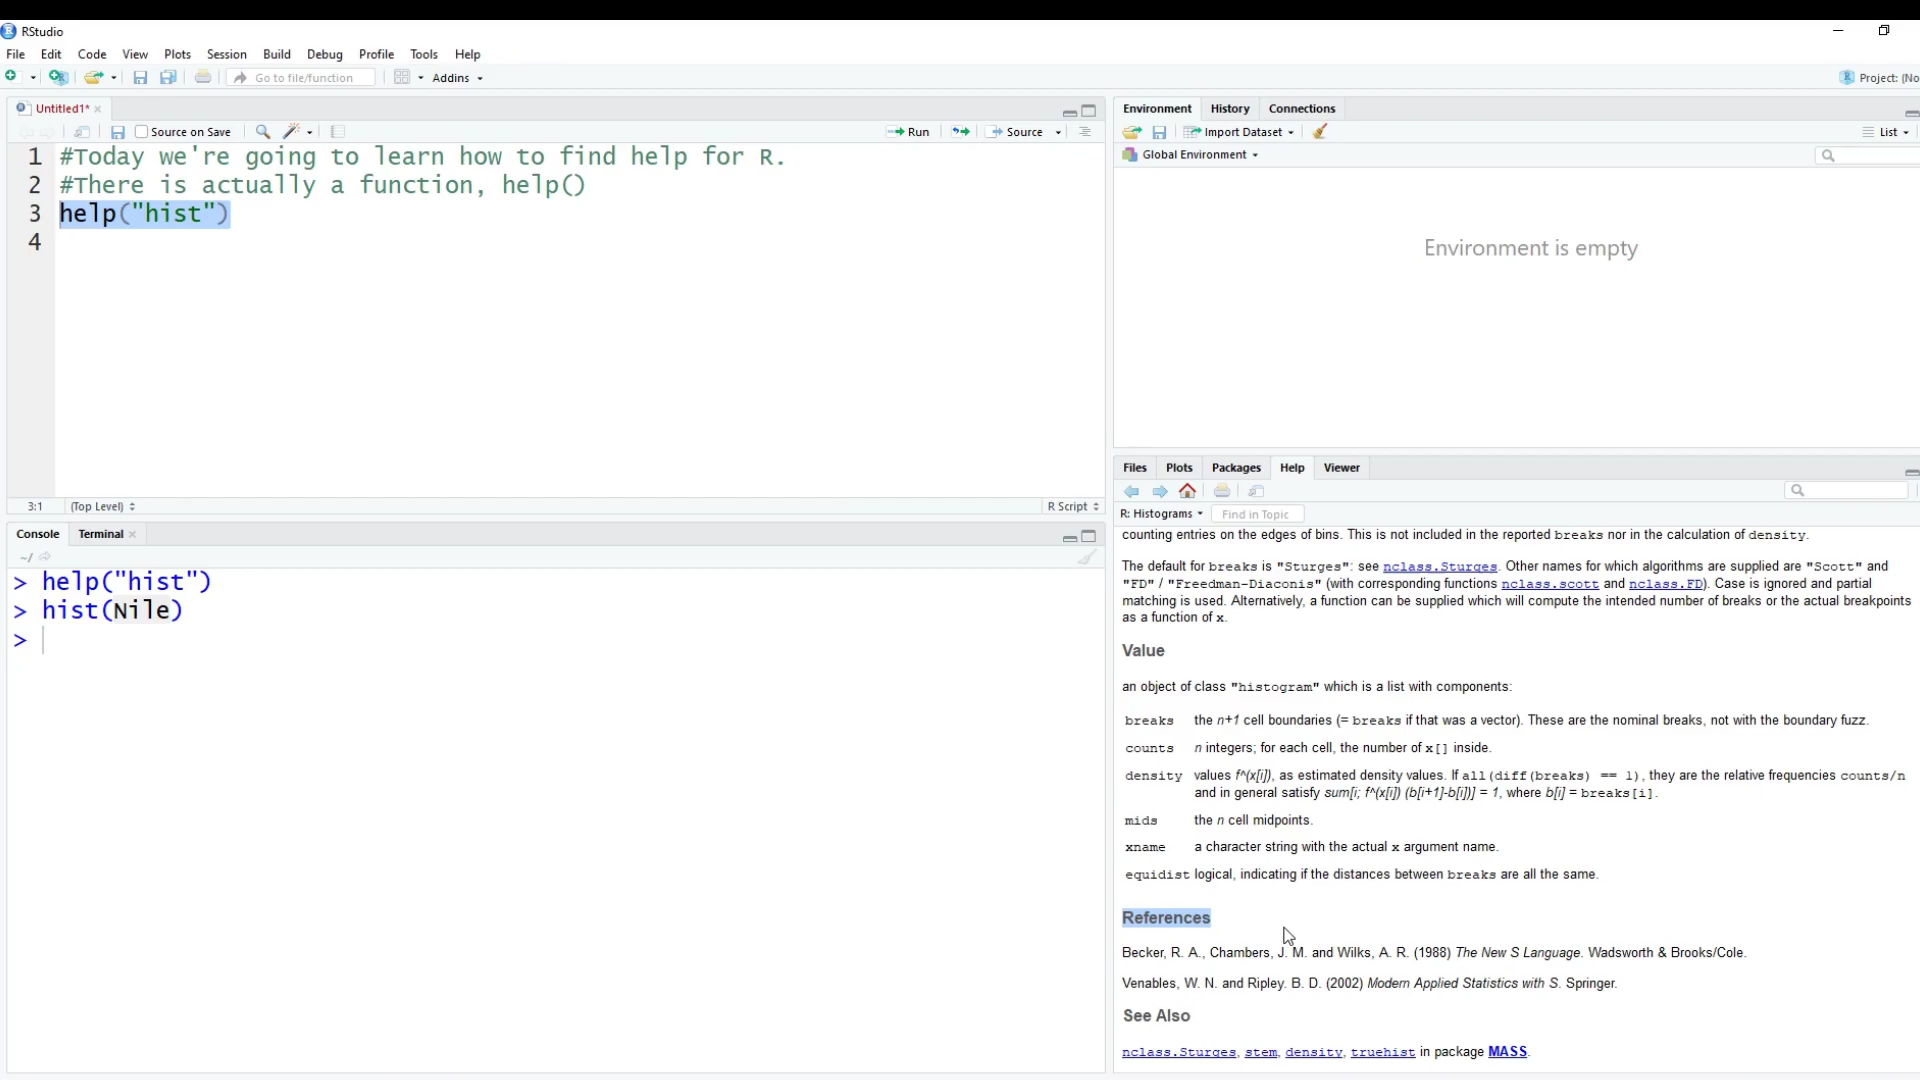 RStudio
File Edit Code View Plots Session Build Debug Profile Tools Help
Go to file/function Addins Project: (No
Untitled1*
Source on Save Run Source
1 #Today we're going to learn how to find help for R.
2 #There is actually a function, help()
3 help("hist")
4
3:1 (Top Level) R Script
Console Terminal
~/
> help("hist")
> hist(Nile)
>
Environment History Connections
Import Dataset List
Global Environment
Environment is empty
Files Plots Packages Help Viewer
R: Histograms Find in Topic
counting entries on the edges of bins. This is not included in the reported breaks nor in the calculation of density.
The default for breaks is "Sturges": see nclass.Sturges. Other names for which algorithms are supplied are "Scott" and
"FD" / "Freedman-Diaconis" (with corresponding functions nclass.scott and nclass.FD). Case is ignored and partial
matching is used. Alternatively, a function can be supplied which will compute the intended number of breaks or the actual breakpoints
as a function of x.
Value
an object of class "histogram" which is a list with components:
breaks the n+1 cell boundaries (= breaks if that was a vector). These are the nominal breaks, not with the boundary fuzz.
counts n integers; for each cell, the number of x[] inside.
density values f^(x[i]), as estimated density values. If all(diff(breaks) == 1), they are the relative frequencies counts/n
and in general satisfy sum[i; f^(x[i]) (b[i+1]-b[i])] = 1, where b[i] = breaks[i].
mids the n cell midpoints.
xname a character string with the actual x argument name.
equidist logical, indicating if the distances between breaks are all the same.
References
Becker, R. A., Chambers, J. M. and Wilks, A. R. (1988) The New S Language. Wadsworth & Brooks/Cole.
Venables, W. N. and Ripley. B. D. (2002) Modern Applied Statistics with S. Springer.
See Also
nclass.Sturges, stem, density, truehist in package MASS.